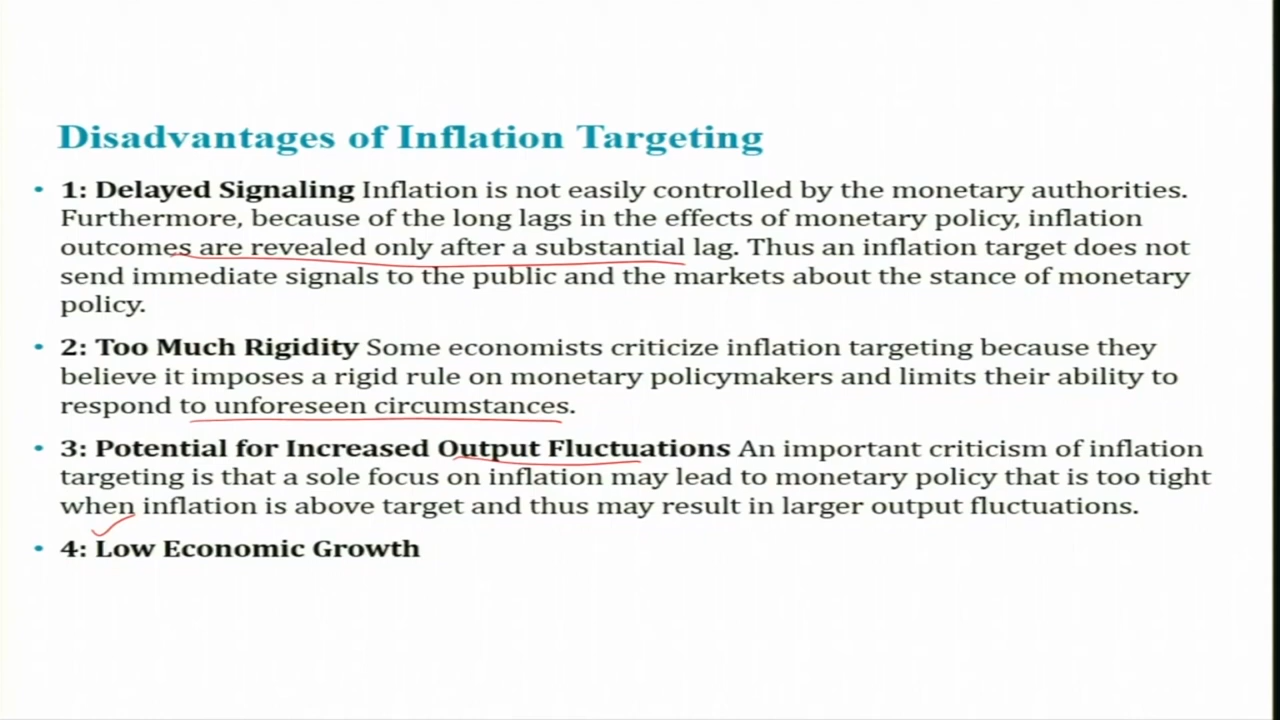 Disadvantages of Inflation Targeting
• 1: Delayed Signaling Inflation is not easily controlled by the monetary authorities.
Furthermore, because of the long lags in the effects of monetary policy, inflation
outcomes are revealed only after a substantial lag. Thus an inflation target does not
send immediate signals to the public and the markets about the stance of monetary
policy.
• 2: Too Much Rigidity Some economists criticize inflation targeting because they
believe it imposes a rigid rule on monetary policymakers and limits their ability to
respond to unforeseen circumstances.
• 3: Potential for Increased Output Fluctuations An important criticism of inflation
targeting is that a sole focus on inflation may lead to monetary policy that is too tight
when inflation is above target and thus may result in larger output fluctuations.
• 4: Low Economic Growth